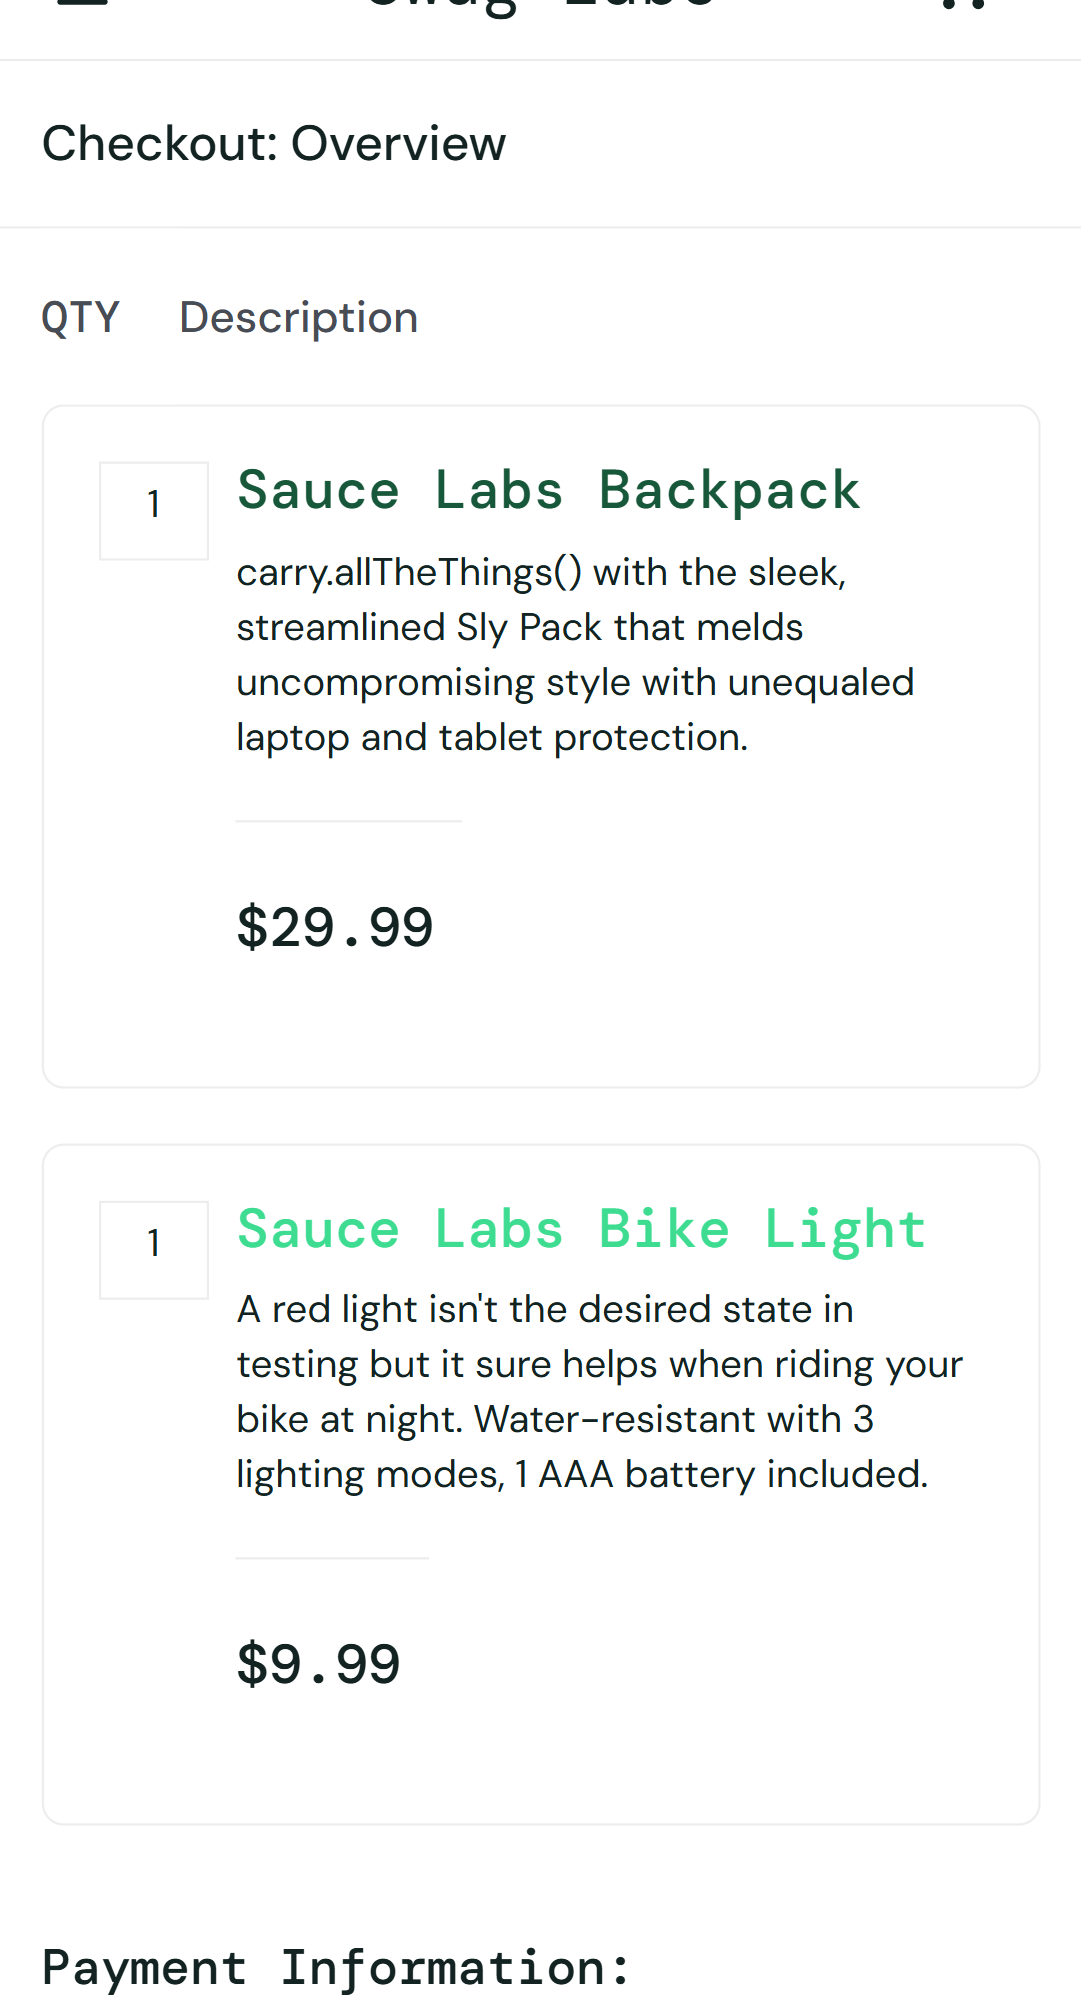 Swag Labs
Checkout: Overview
QTY Description
1
Sauce Labs Backpack
carry.allTheThings() with the sleek,
streamlined Sly Pack that melds
uncompromising style with unequaled
laptop and tablet protection.
$29.99
1
Sauce Labs Bike Light
A red light isn't the desired state in
testing but it sure helps when riding your
bike at night. Water-resistant with 3
lighting modes, 1 AAA battery included.
$9.99
Payment Information: